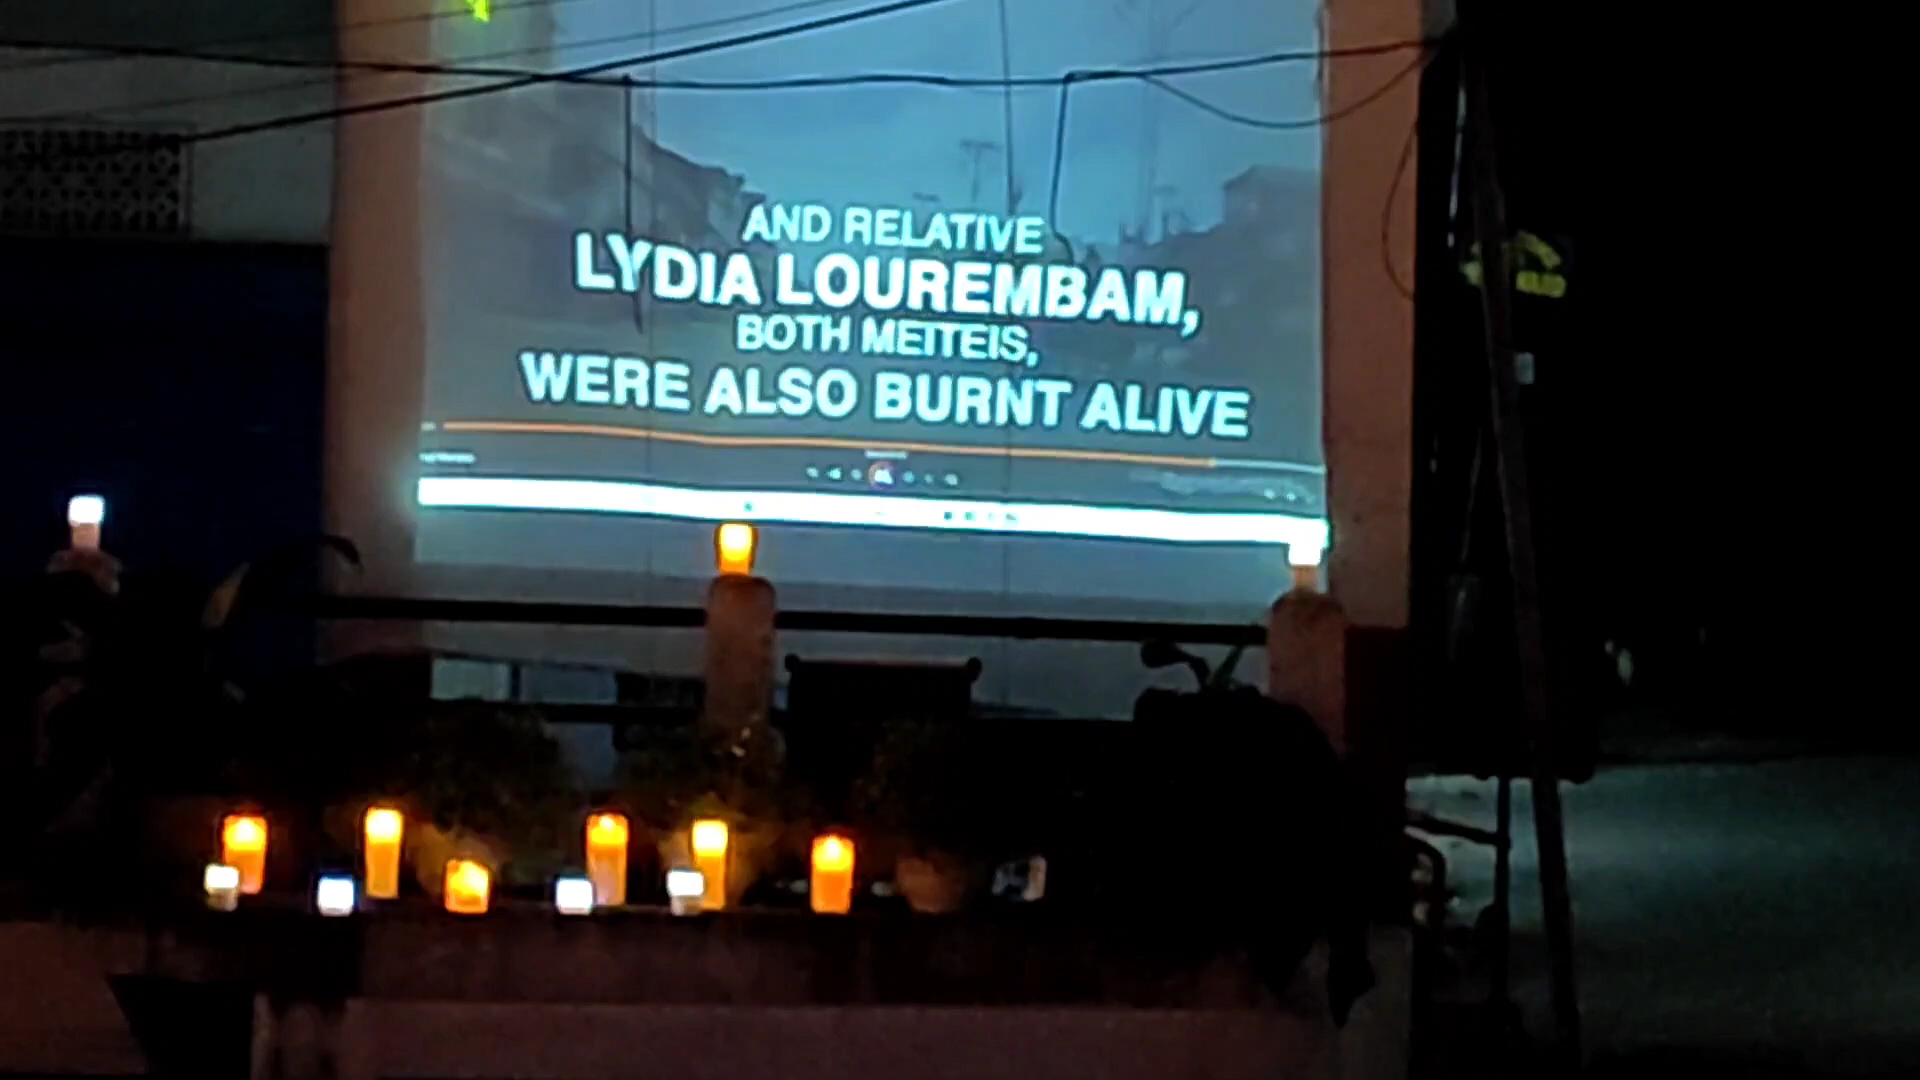 AND RELATIVE
LYDIA LOUREMBAM,
BOTH MEITEIS,
WERE ALSO BURNT ALIVE